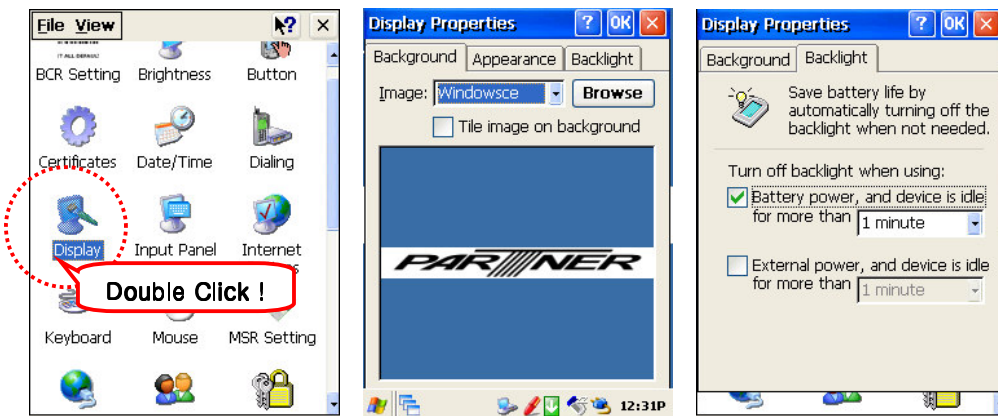 File View
BCR Setting Brightness Button
Certificates Date/Time Dialing
Display Input Panel Internet
Double Click !
Keyboard Mouse MSR Setting
Display Properties ? OK
Background Appearance Backlight
Image: Windowsce Browse
Tile image on background
PARTNER
12:31P
Display Properties ? OK
Background Backlight
Save battery life by
automatically turning off the
backlight when not needed.
Turn off backlight when using:
Battery power, and device is idle
for more than 1 minute
External power, and device is idle
for more than 1 minute